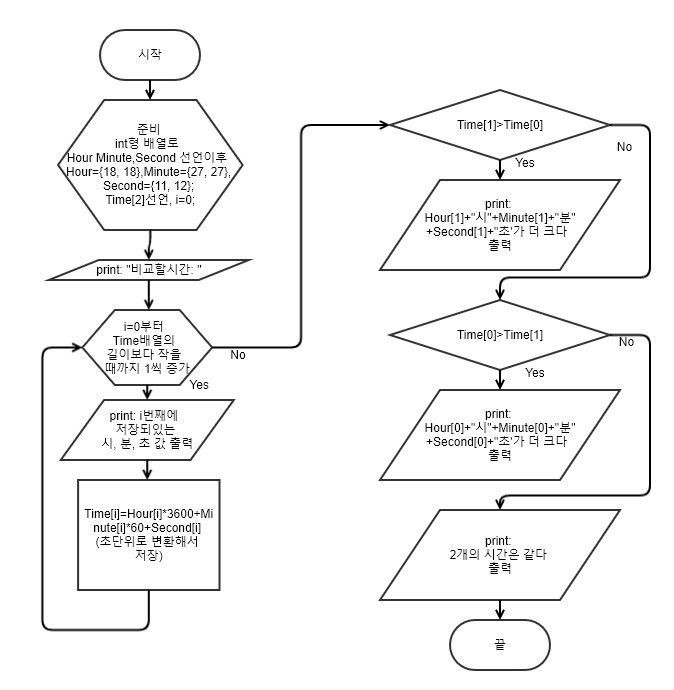 시작
준비
int형 배열로
Hour Minute,Second 선언이후
Hour={18, 18},Minute={27, 27},
Second={11, 12};
Time[2]선언, i=0;
print: "비교할시간: "
i=0부터
Time배열의
길이보다 작을
때까지 1씩 증가
No
Yes
print: i번째에
저장되있는
시, 분, 초 값 출력
Time[i]=Hour[i]*3600+Mi
nute[i]*60+Second[i]
(초단위로 변환해서
저장)
Time[1]>Time[0]
No
Yes
print:
Hour[1]+"시"+Minute[1]+"분"
+Second[1]+"초'가 더 크다
출력
Time[0]>Time[1]
No
Yes
print:
Hour[0]+"시"+Minute[0]+"분"
+Second[0]+"초'가 더 크다
출력
print:
2개의 시간은 같다
출력
끝